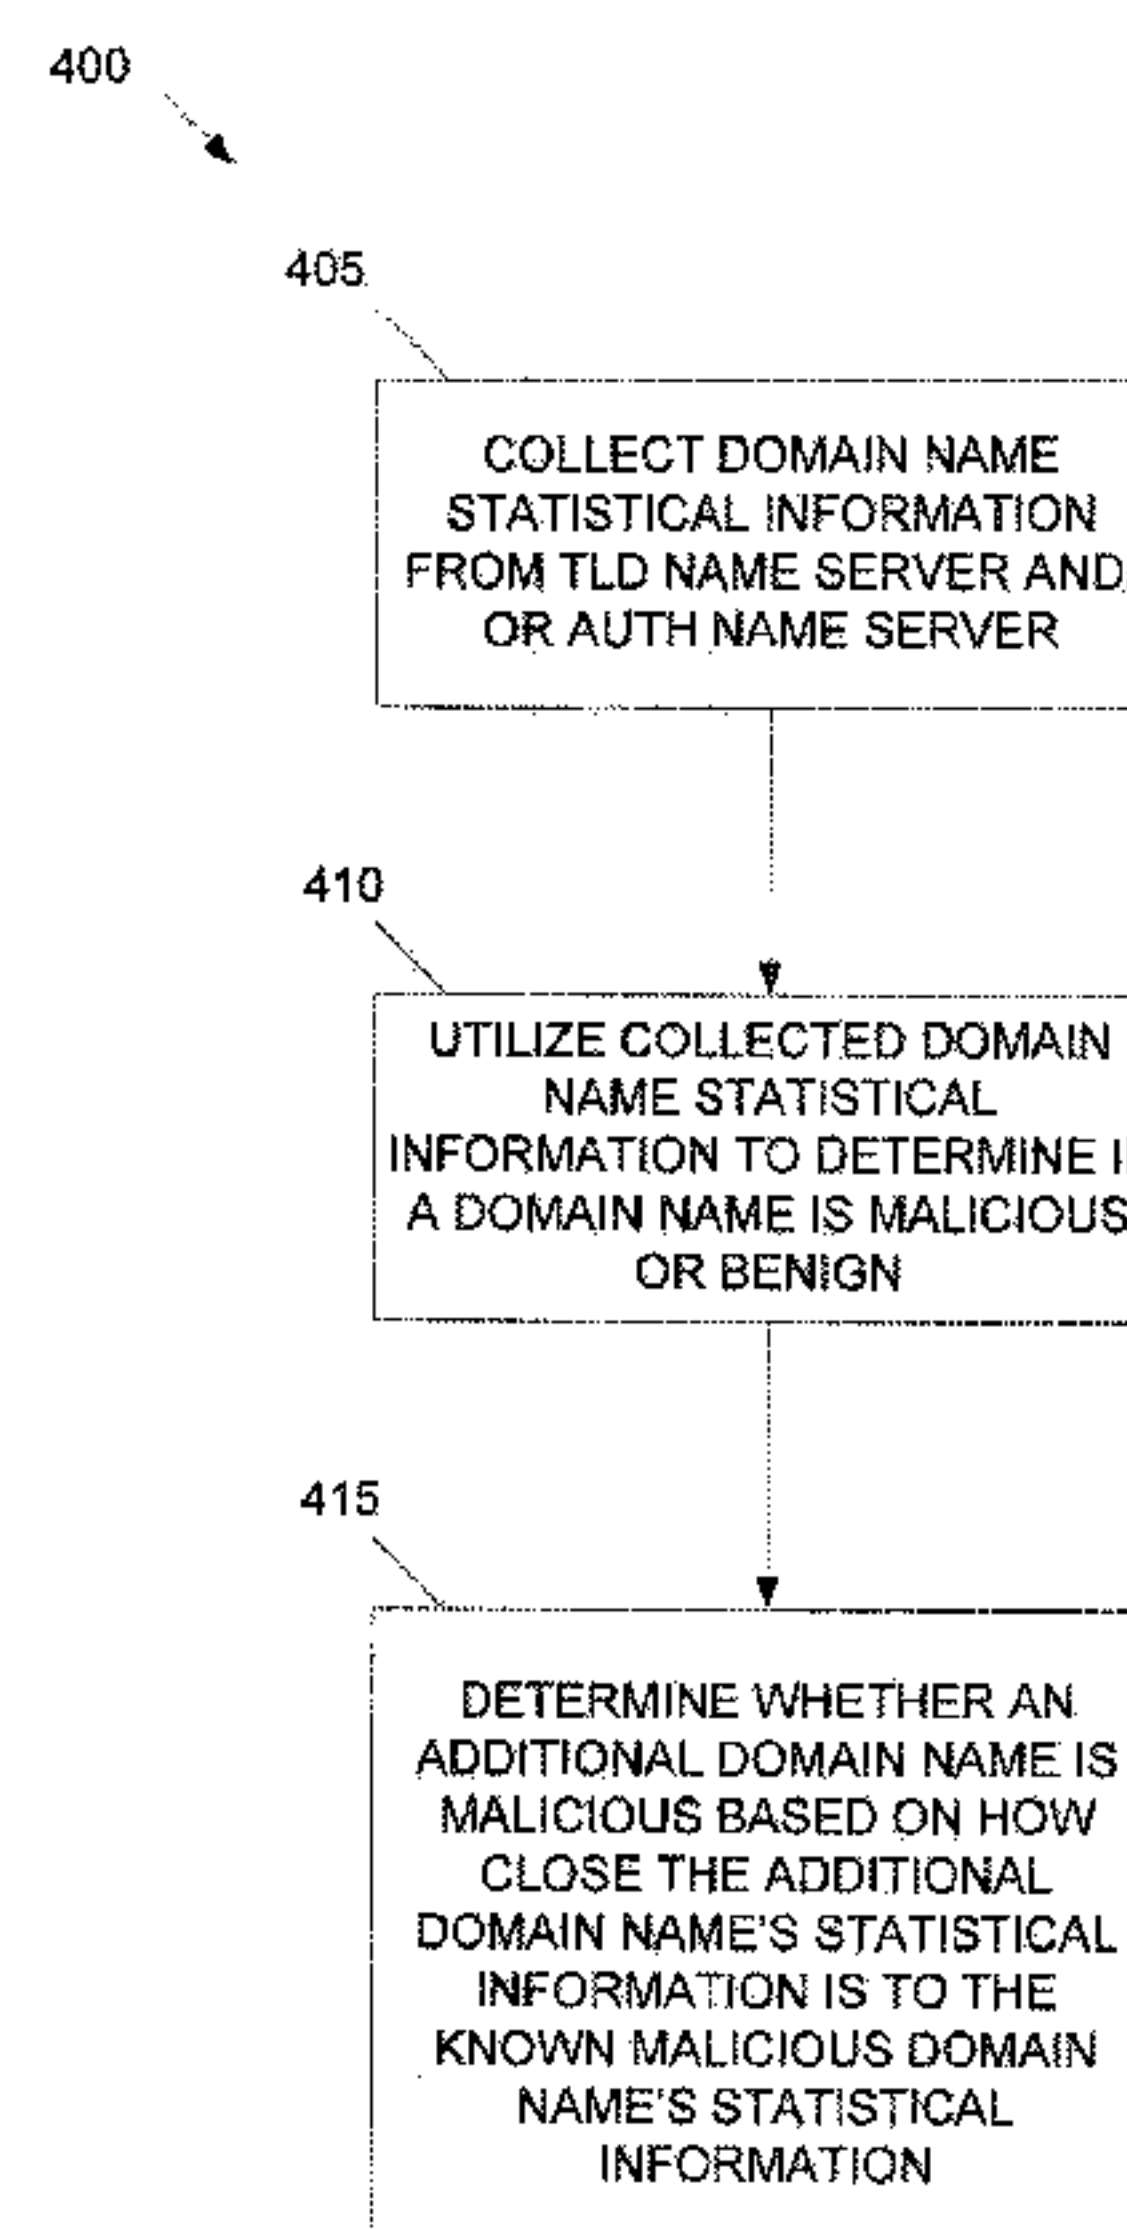 400
405
COLLECT DOMAIN NAME
STATISTICAL INFORMATION
FROM TLD NAME SERVER AND
OR AUTH NAME SERVER
410
UTILIZE COLLECTED DOMAIN
NAME STATISTICAL
INFORMATION TO DETERMINE
A DOMAIN NAME IS MALICIOUS
OR BENIGN
415
DETERMINE WHETHER AN
ADDITIONAL DOMAIN NAME IS
MALICIOUS BASED ON HOW
CLOSE THE ADDITIONAL
DOMAIN NAME'S STATISTICAL
INFORMATION IS TO THE
KNOWN MALICIOUS DOMAIN
NAME'S STATISTICAL
INFORMATION